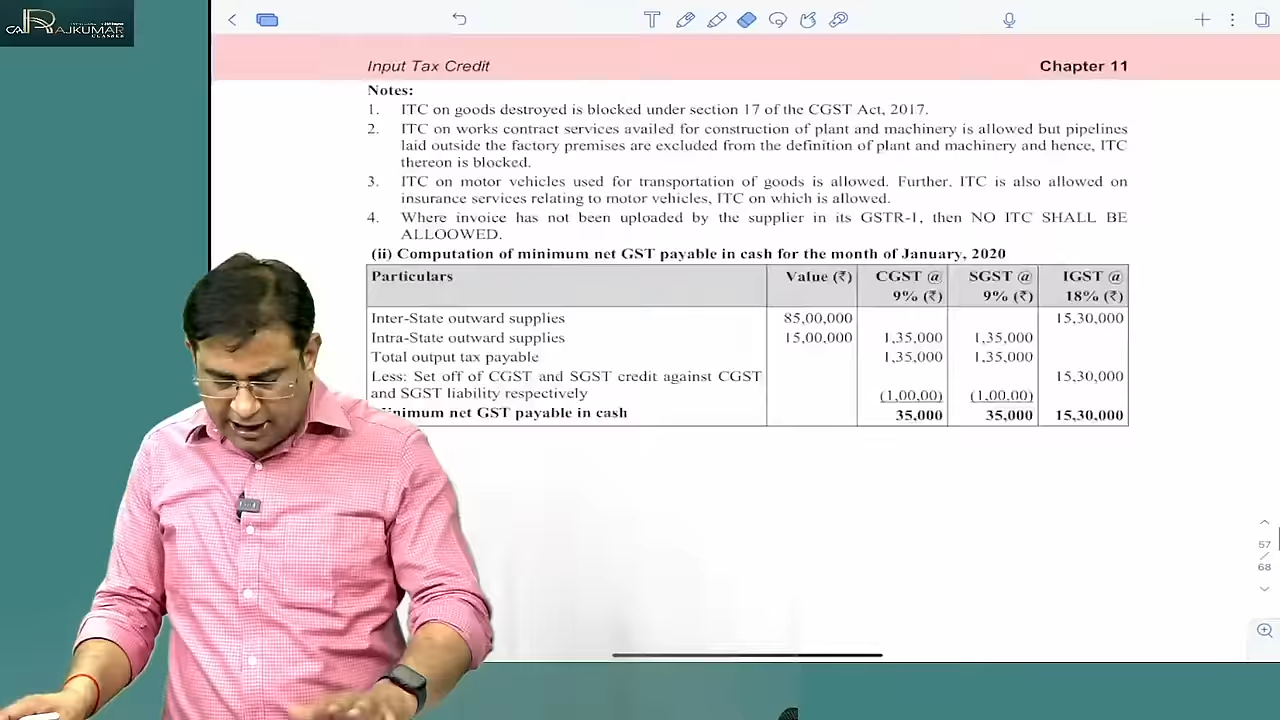 RAJKUMAR
CLASSES
Input Tax Credit Chapter 11
Notes:
1. ITC on goods destroyed is blocked under section 17 of the CGST Act, 2017.
2. ITC on works contract services availed for construction of plant and machinery is allowed but pipelines
laid outside the factory premises are excluded from the definition of plant and machinery and hence, ITC
thereon is blocked.
3. ITC on motor vehicles used for transportation of goods is allowed. Further, ITC is also allowed on
insurance services relating to motor vehicles, ITC on which is allowed.
4. Where invoice has not been uploaded by the supplier in its GSTR-1, then NO ITC SHALL BE
ALLOOWED.
(ii) Computation of minimum net GST payable in cash for the month of January, 2020
Particulars Value (₹) CGST @ 9% (₹) SGST @ 9% (₹) IGST @ 18% (₹)
Inter-State outward supplies 85,00,000 15,30,000
Intra-State outward supplies 15,00,000 1,35,000 1,35,000
Total output tax payable 1,35,000 1,35,000
Less: Set off of CGST and SGST credit against CGST 15,30,000
and SGST liability respectively (1,00,00) (1,00.00)
net GST payable in cash 35,000 35,000 15,30,000
57
/
68